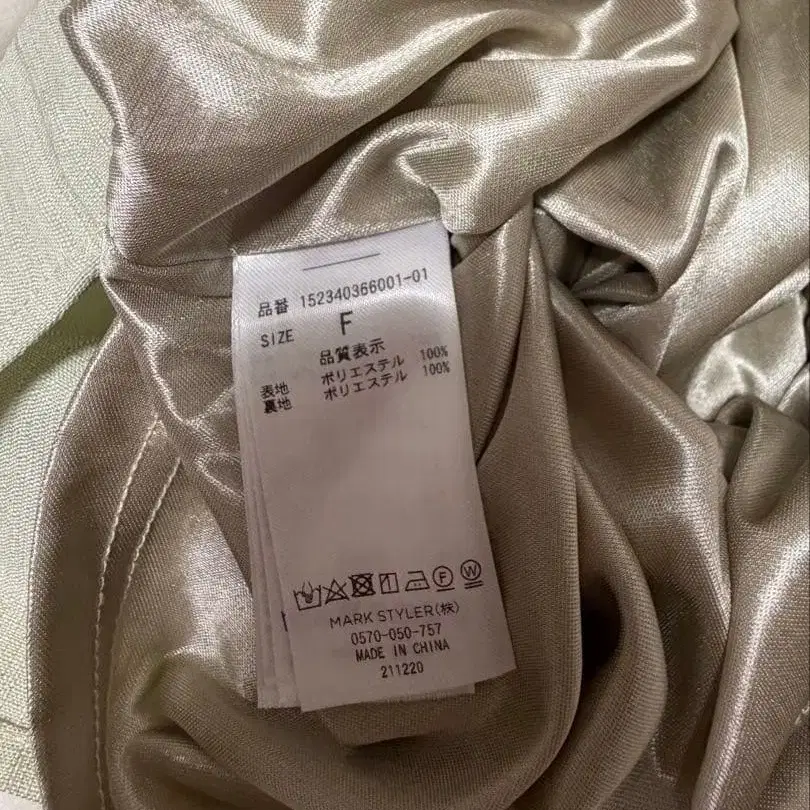 品番 152340366001-01
SIZE F
品質表示
表地 ポリエステル 100%
裏地 ポリエステル 100%
F W
MARK STYLER(株)
0570-050-757
MADE IN CHINA
211220